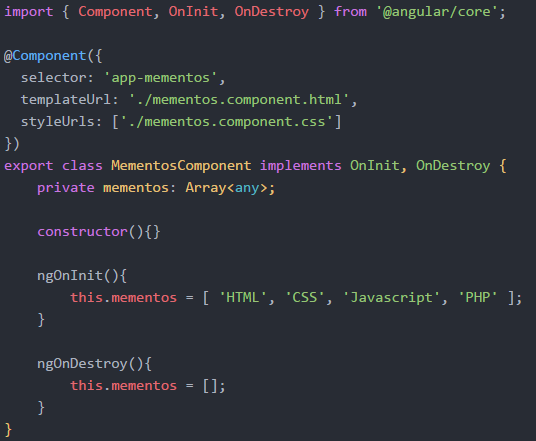 import { Component, OnInit, OnDestroy } from '@angular/core';
@Component({
  selector: 'app-mementos',
  templateUrl: './mementos.component.html',
  styleUrls: ['./mementos.component.css']
})
export class MementosComponent implements OnInit, OnDestroy {
    private mementos: Array<any>;
    constructor(){}
    ngOnInit(){
        this.mementos = [ 'HTML', 'CSS', 'Javascript', 'PHP' ];
    }
    ngOnDestroy(){
        this.mementos = [];
    }
}